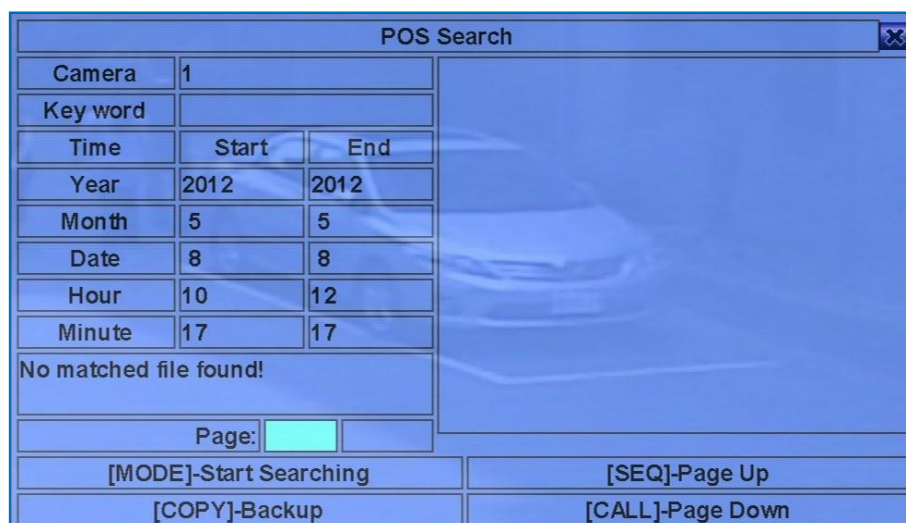 POS Search
Camera 1
Key word
Time Start End
Year 2012 2012
Month 5 5
Date 8 8
Hour 10 12
Minute 17 17
No matched file found!
Page:
[MODE]-Start Searching [SEQ]-Page Up
[COPY]-Backup [CALL]-Page Down